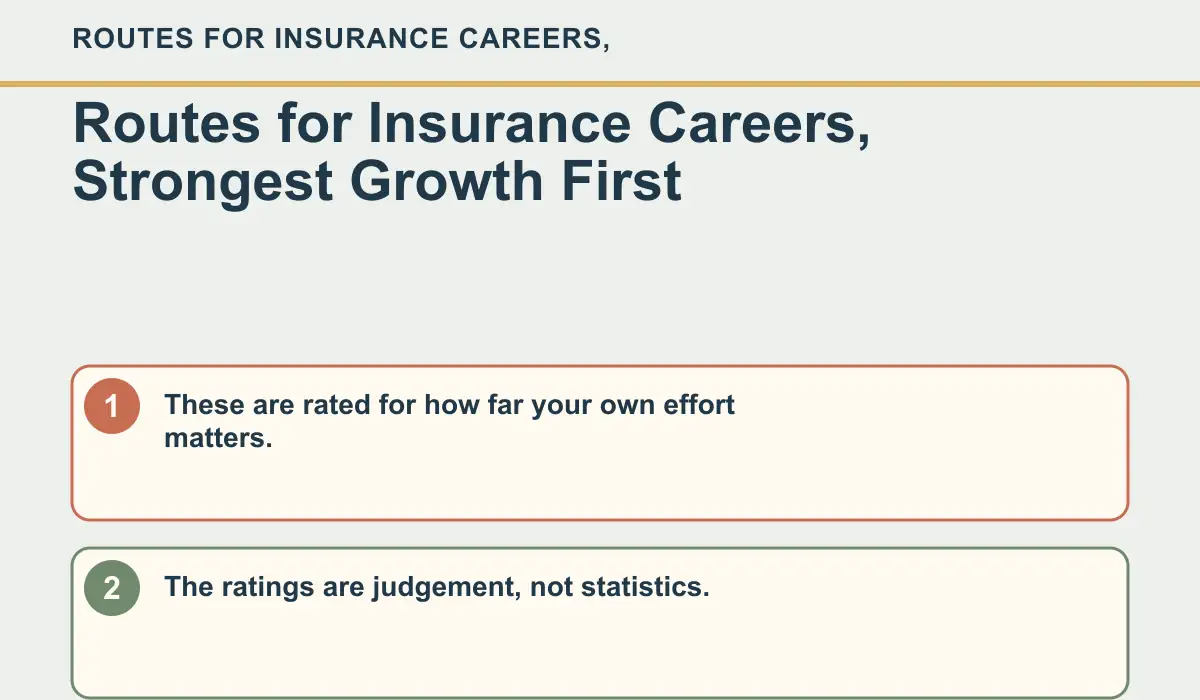 ROUTES FOR INSURANCE CAREERS,
Routes for Insurance Careers,
Strongest Growth First
1
These are rated for how far your own effort
matters.
2
The ratings are judgement, not statistics.